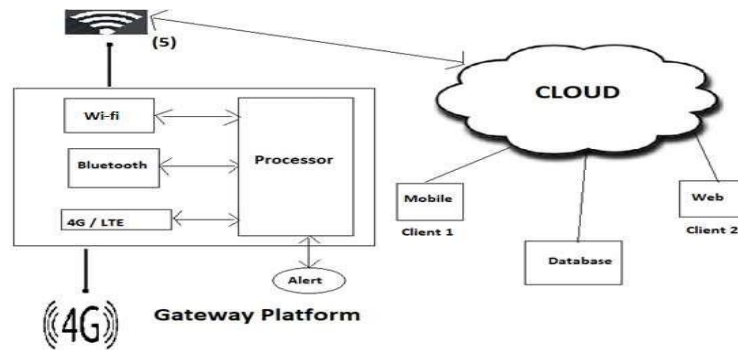 (5)
Wi-fi
Bluetooth
4G / LTE
Processor
Alert
4G
Gateway Platform
CLOUD
Mobile
Client 1
Database
Web
Client 2